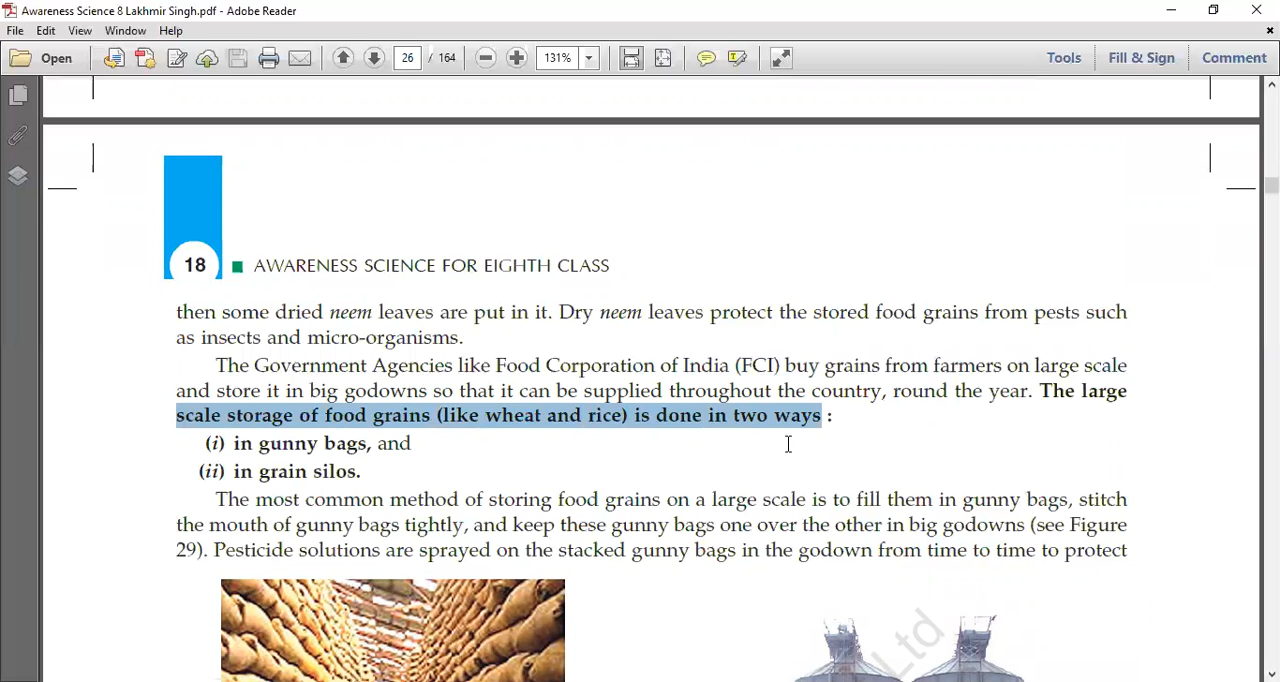 Awareness Science 8 Lakhmir Singh.pdf - Adobe Reader
File Edit View Window Help
Open 26 / 164 131% Tools Fill & Sign Comment
18 AWARENESS SCIENCE FOR EIGHTH CLASS
then some dried neem leaves are put in it. Dry neem leaves protect the stored food grains from pests such
as insects and micro-organisms.
The Government Agencies like Food Corporation of India (FCI) buy grains from farmers on large scale
and store it in big godowns so that it can be supplied throughout the country, round the year. The large
scale storage of food grains (like wheat and rice) is done in two ways :
(i) in gunny bags, and
(ii) in grain silos.
The most common method of storing food grains on a large scale is to fill them in gunny bags, stitch
the mouth of gunny bags tightly, and keep these gunny bags one over the other in big godowns (see Figure
29). Pesticide solutions are sprayed on the stacked gunny bags in the godown from time to time to protect
Ltd